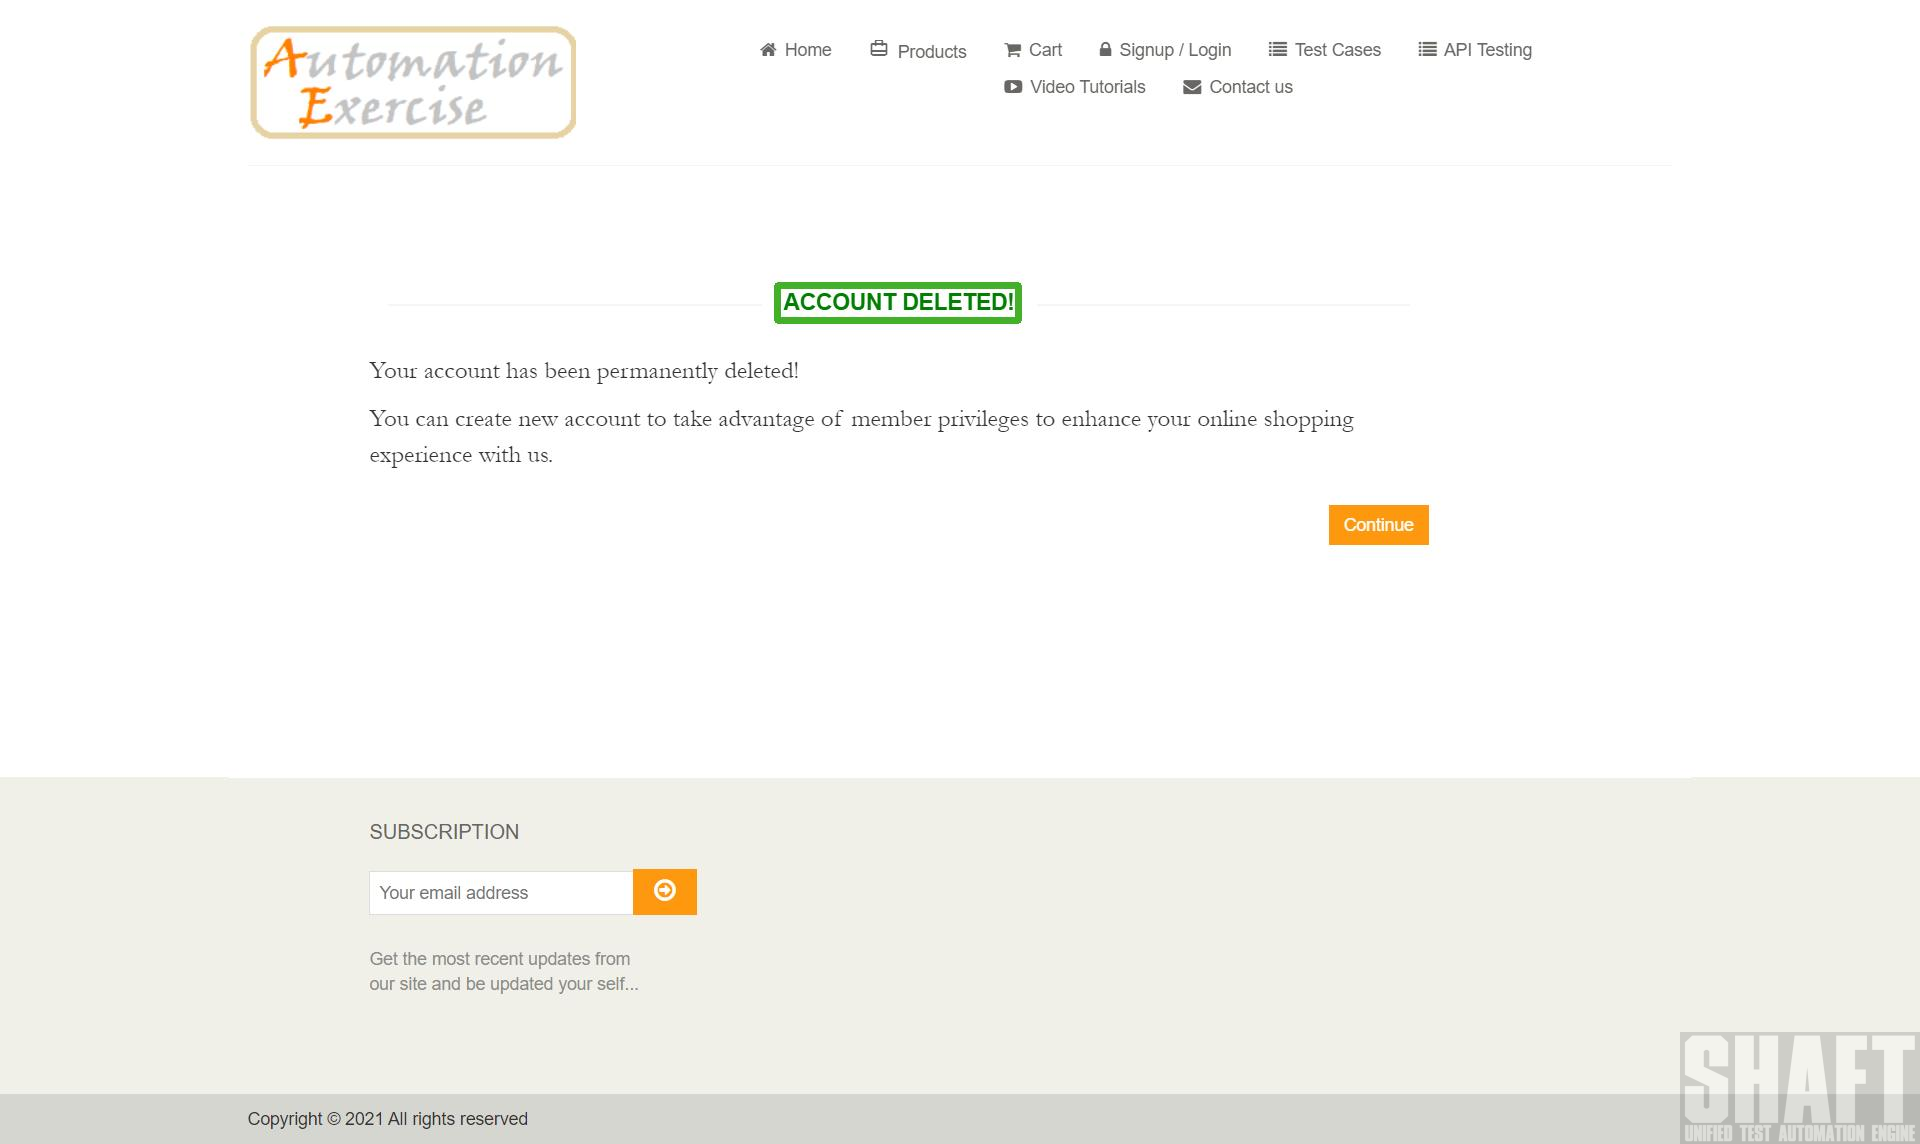 Automation
Exercise
Home
Products
Cart
Signup / Login
Test Cases
API Testing
Video Tutorials
Contact us
ACCOUNT DELETED!
Your account has been permanently deleted!
You can create new account to take advantage of member privileges to enhance your online shopping
experience with us.
Continue
SUBSCRIPTION
Your email address
Get the most recent updates from
our site and be updated your self...
Copyright © 2021 All rights reserved
SHAFT
UNIFIED TEST AUTOMATION ENGINE